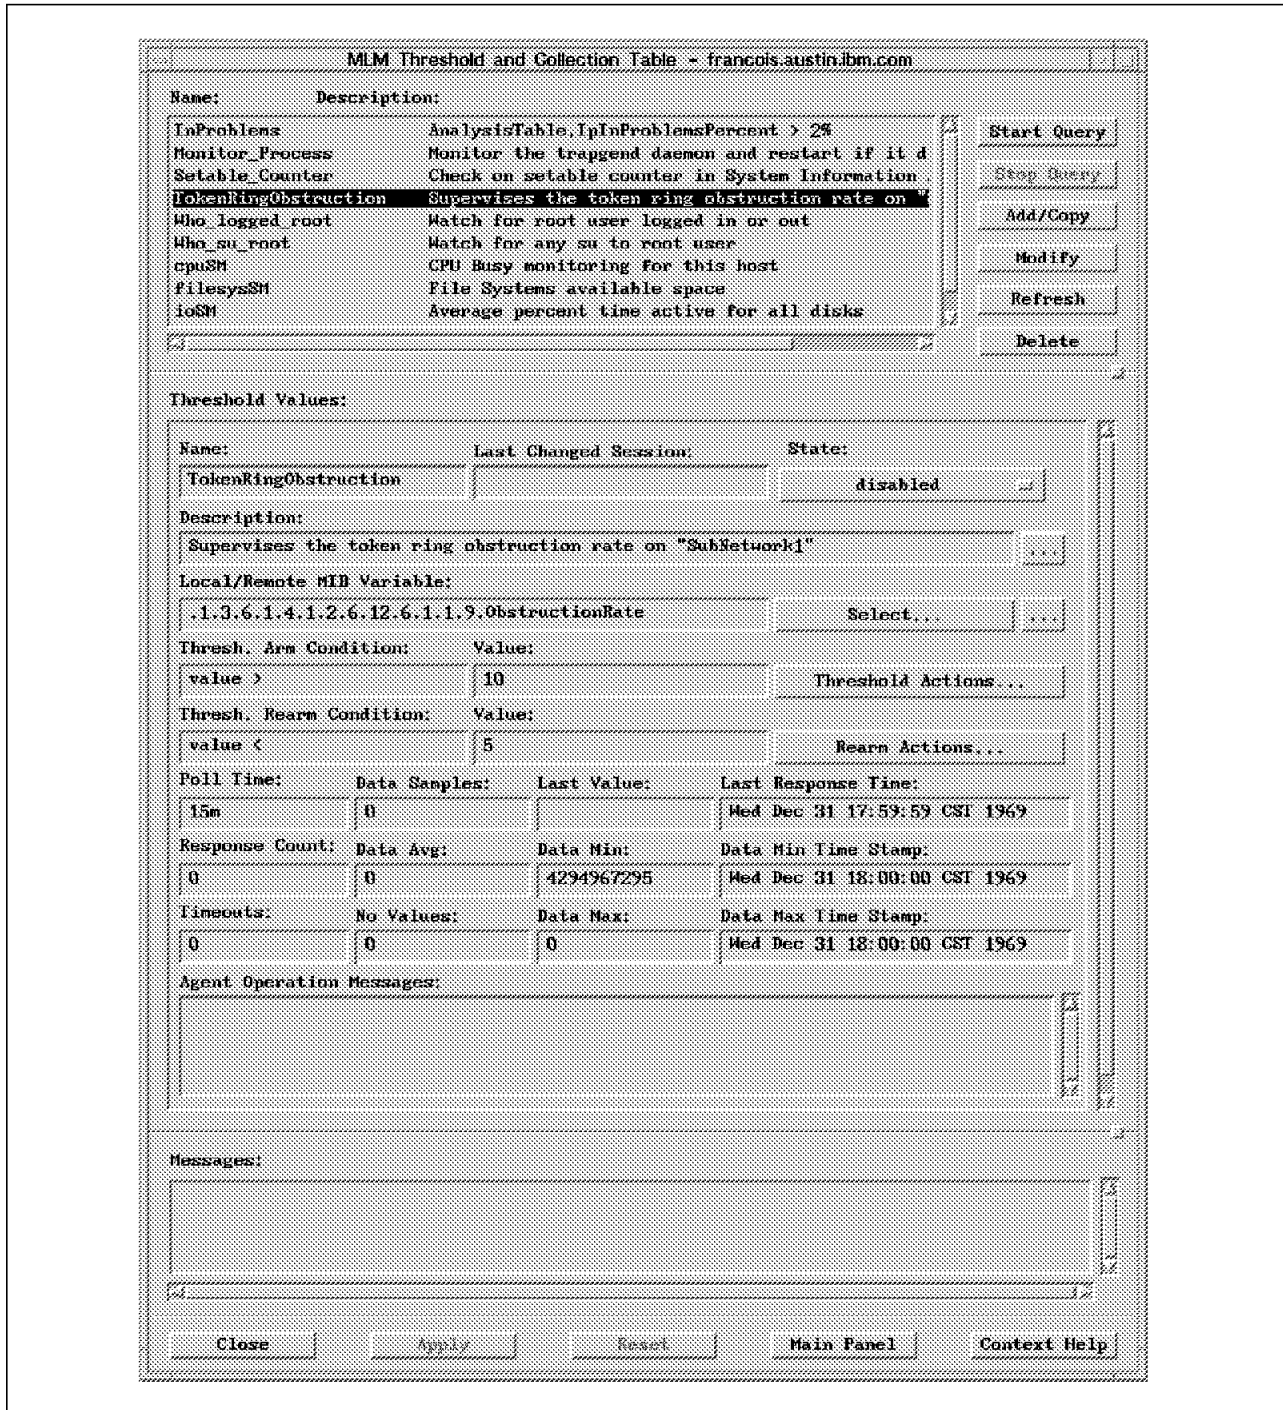 MLM Threshold and Collection Table - francois.austin.ibm.com
Name: Description:
InProblems AnalysisTable,IpInProblemsPercent > 2%
Monitor_Process Monitor the trapgend daemon and restart if it d
Setable_Counter Check on setable counter in System Information .
TokenRingObstruction Supervises the token ring obstruction rate on "
Who_logged_root Watch for root user logged in or out
Who_su_root Watch for any su to root user
cpuSM CPU Busy monitoring for this host
filesysSM File Systems available space
ioSM Average percent time active for all disks
Start Query
Stop Query
Add/Copy
Modify
Refresh
Delete
Threshold Values:
Name: Last Changed Session: State:
TokenRingObstruction disabled
Description:
Supervises the token ring obstruction rate on "SubNetwork1" ...
Local/Remote MIB Variable:
.1.3.6.1.4.1.2.6.12.6.1.1.9.ObstructionRate Select... ...
Thresh. Arm Condition: Value:
value > 10 Threshold Actions...
Thresh. Rearm Condition: Value:
value < 5 Rearm Actions...
Poll Time: Data Samples: Last Value: Last Response Time:
15m 0 Wed Dec 31 17:59:59 CST 1969
Response Count: Data Avg: Data Min: Data Min Time Stamp:
0 0 4294967295 Wed Dec 31 18:00:00 CST 1969
Timeouts: No Values: Data Max: Data Max Time Stamp:
0 0 0 Wed Dec 31 18:00:00 CST 1969
Agent Operation Messages:
Messages:
Close Apply Reset Main Panel Context Help